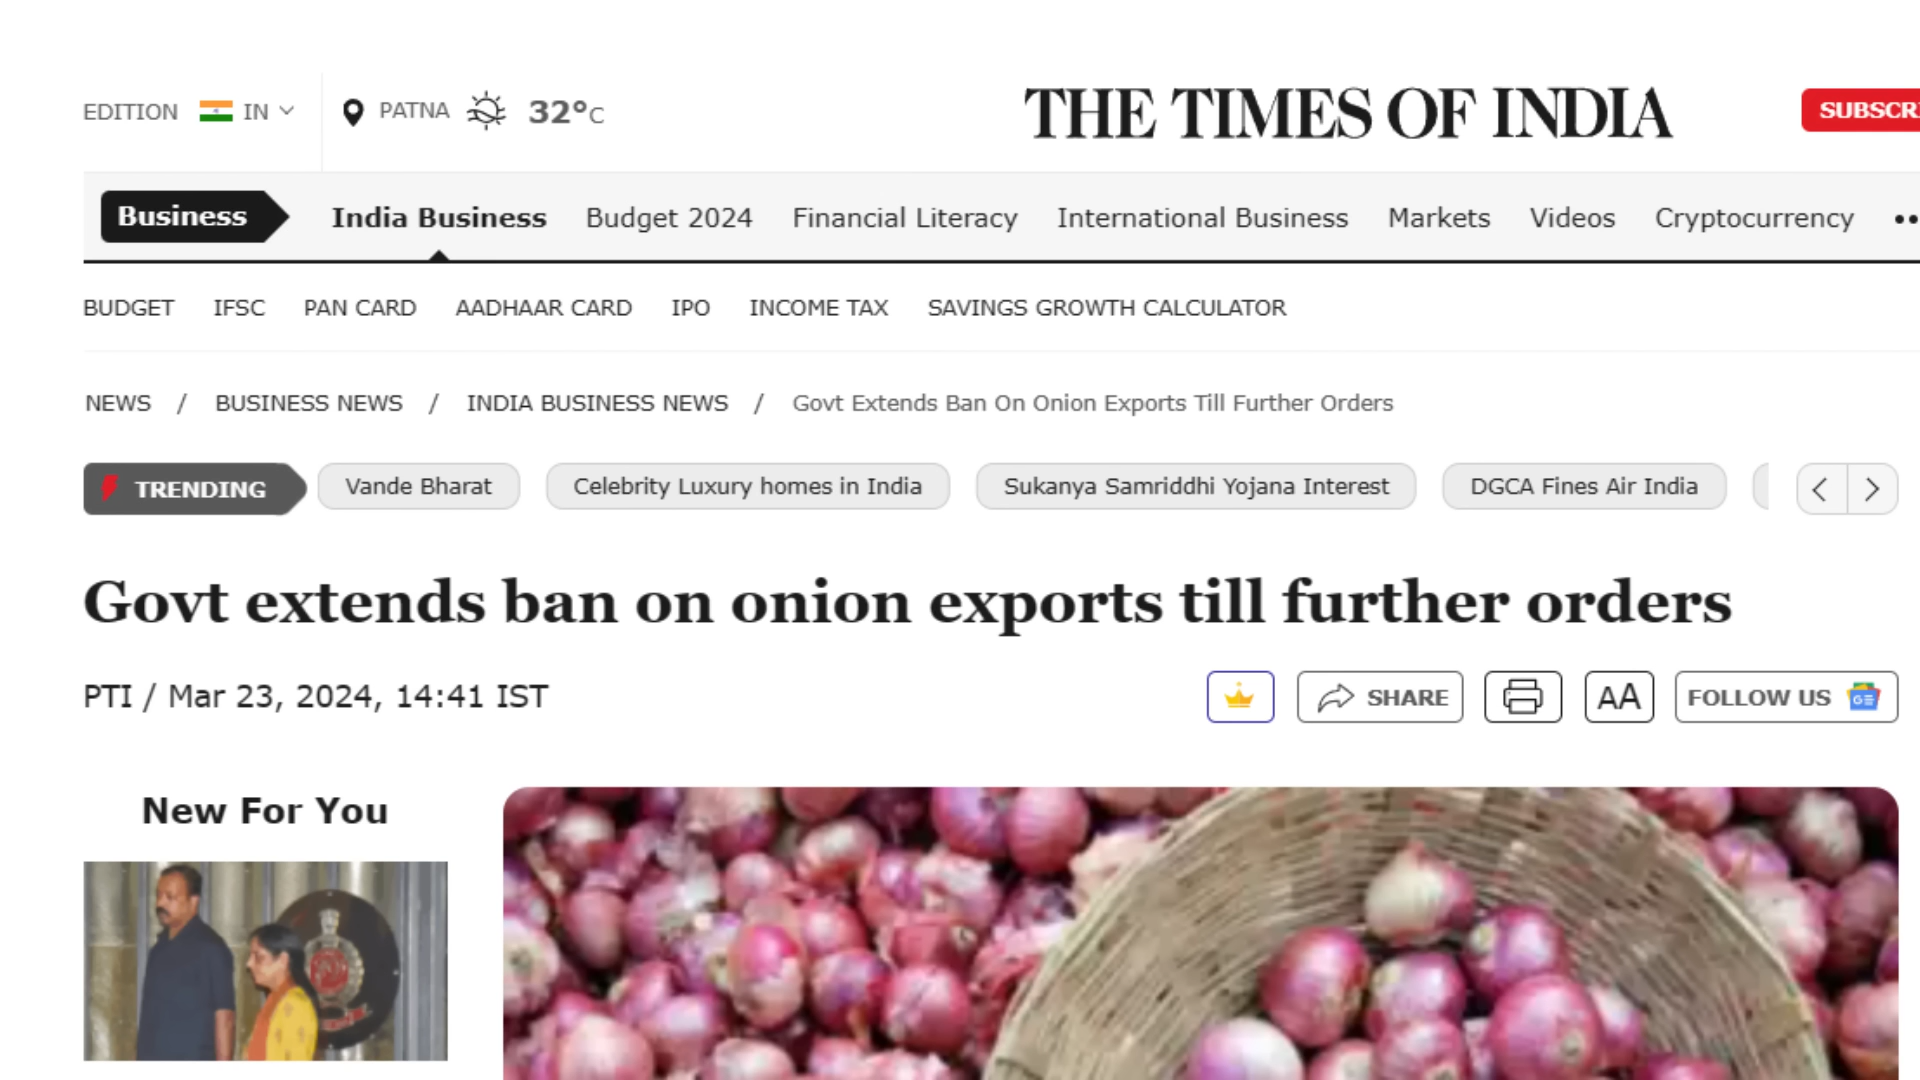 EDITION IN PATNA 32°C THE TIMES OF INDIA
Business India Business Budget 2024 Financial Literacy International Business Markets Videos Cryptocurrency
BUDGET IFSC PAN CARD AADHAAR CARD IPO INCOME TAX SAVINGS GROWTH CALCULATOR
NEWS / BUSINESS NEWS / INDIA BUSINESS NEWS / Govt Extends Ban On Onion Exports Till Further Orders
TRENDING Vande Bharat Celebrity Luxury homes in India Sukanya Samriddhi Yojana Interest DGCA Fines Air India
Govt extends ban on onion exports till further orders
PTI / Mar 23, 2024, 14:41 IST SHARE AA FOLLOW US
New For You